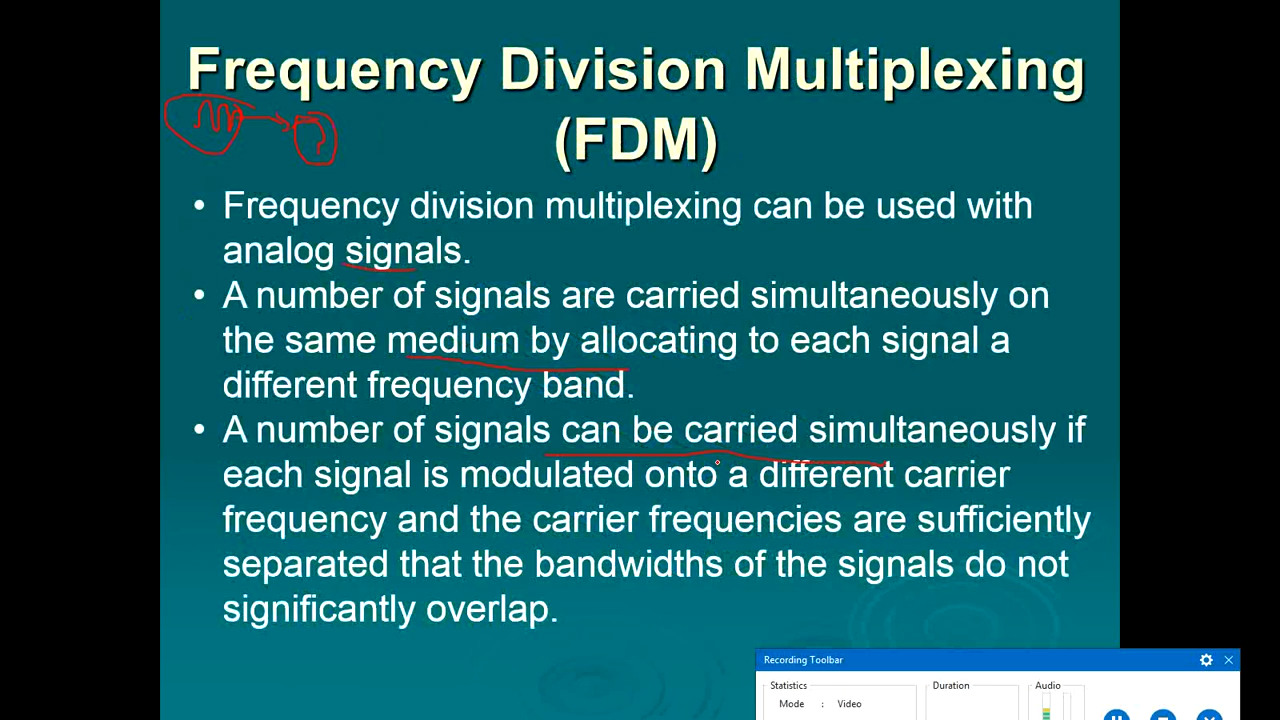 Frequency Division Multiplexing
(FDM)
• Frequency division multiplexing can be used with
analog signals.
• A number of signals are carried simultaneously on
the same medium by allocating to each signal a
different frequency band.
• A number of signals can be carried simultaneously if
each signal is modulated onto a different carrier
frequency and the carrier frequencies are sufficiently
separated that the bandwidths of the signals do not
significantly overlap.
Recording Toolbar
Statistics Duration Audio
Mode : Video